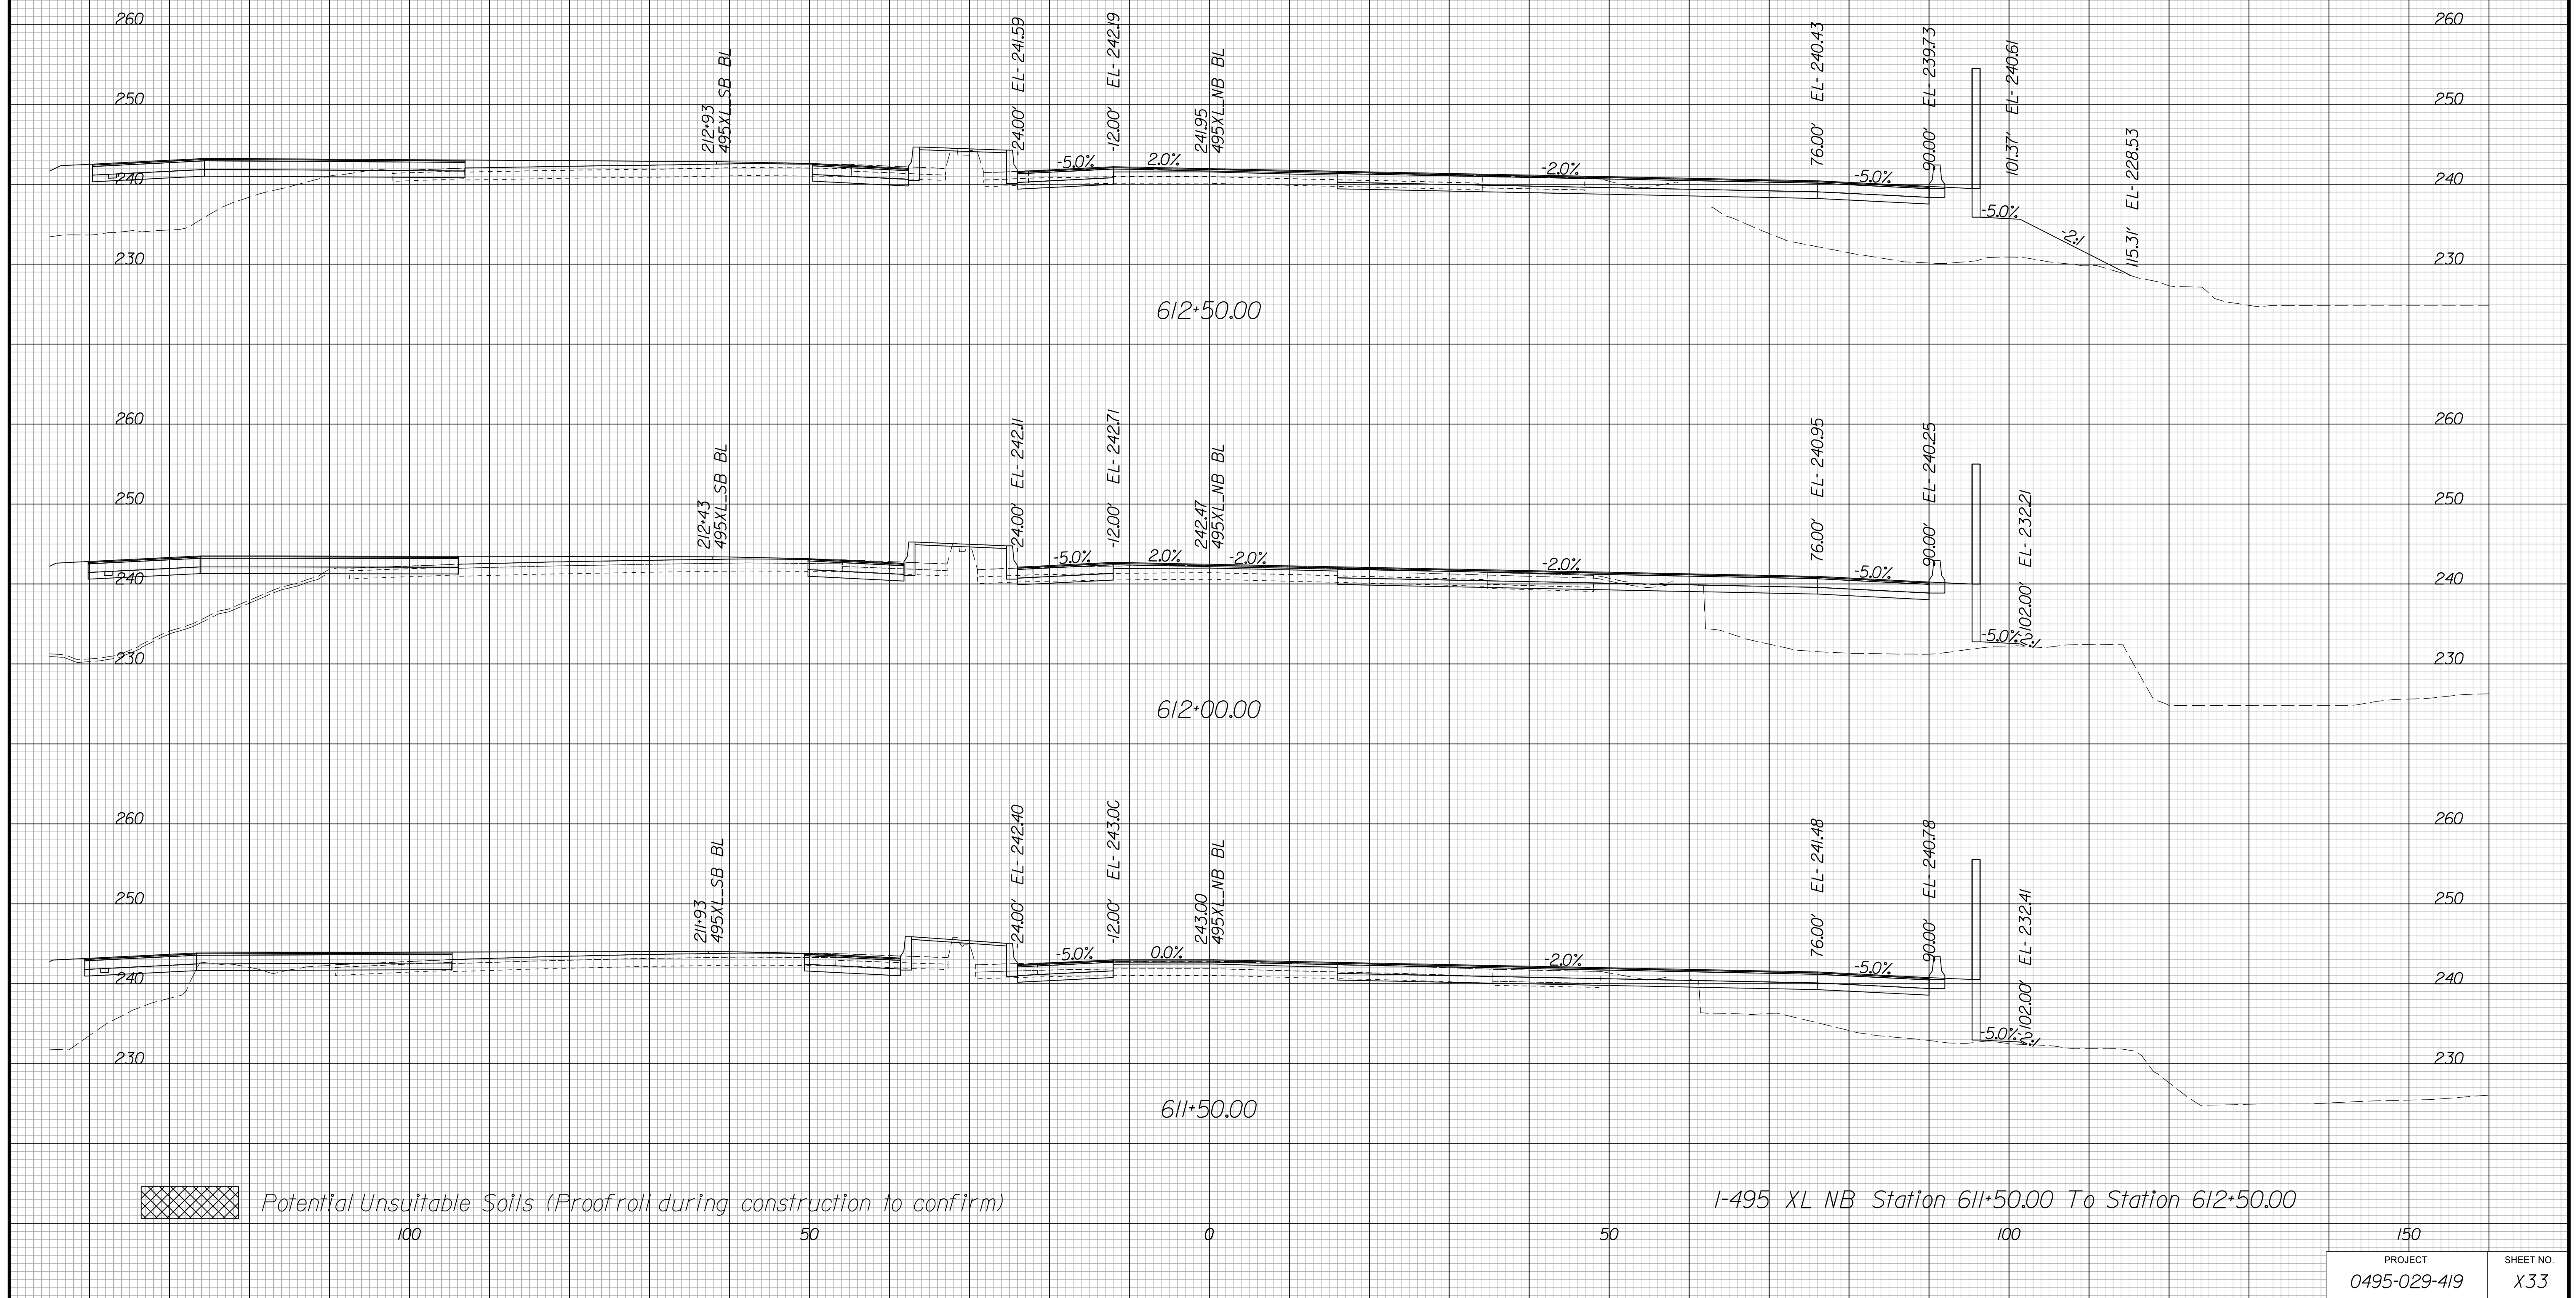 260 260
-24.00' EL- 241.59
-12.00' EL- 242.19
76.00' EL- 240.43
90.00' EL- 239.73
101.37' EL- 240.61
115.31' EL- 228.53
212+93
495XL_SB BL
241.95
495XL_NB BL
250 250
-5.0% 2.0% -2.0% -5.0%
240 240
-5.0%
-2:1
230 230
612+50.00
260 260
-24.00' EL- 242.11
-12.00' EL- 242.71
76.00' EL- 240.95
90.00' EL- 240.25
102.00' EL- 232.21
212+43
495XL_SB BL
242.47
495XL_NB BL
250 250
-5.0% 2.0% -2.0% -2.0% -5.0%
240 240
-5.0% -2:1
230 230
612+00.00
260 260
-24.00' EL- 242.40
-12.00' EL- 243.00
76.00' EL- 241.48
90.00' EL- 240.78
102.00' EL- 232.41
211+93
495XL_SB BL
243.00
495XL_NB BL
250 250
-5.0% 0.0% -2.0% -5.0%
240 240
-5.0% -2:1
230 230
611+50.00
Potential Unsuitable Soils (Proofroll during construction to confirm)
I-495 XL NB Station 611+50.00 To Station 612+50.00
100 50 0 50 100 150
PROJECT SHEET NO.
0495-029-419 X33